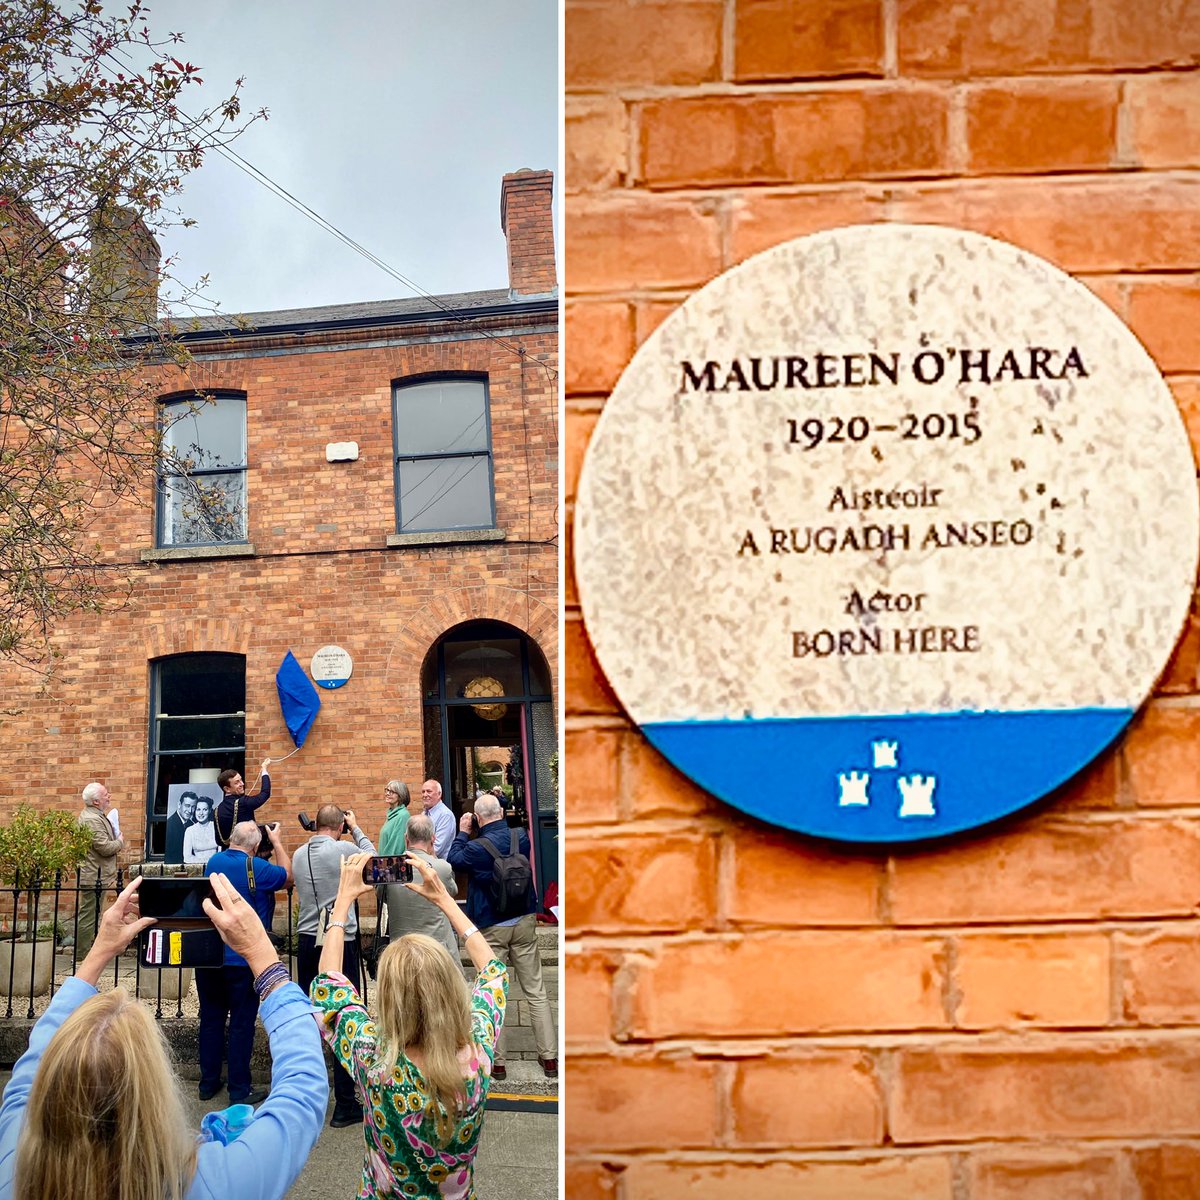 MAUREEN O'HARA
1920–2015
Aisteoir
A RUGADH ANSEO
Actor
BORN HERE